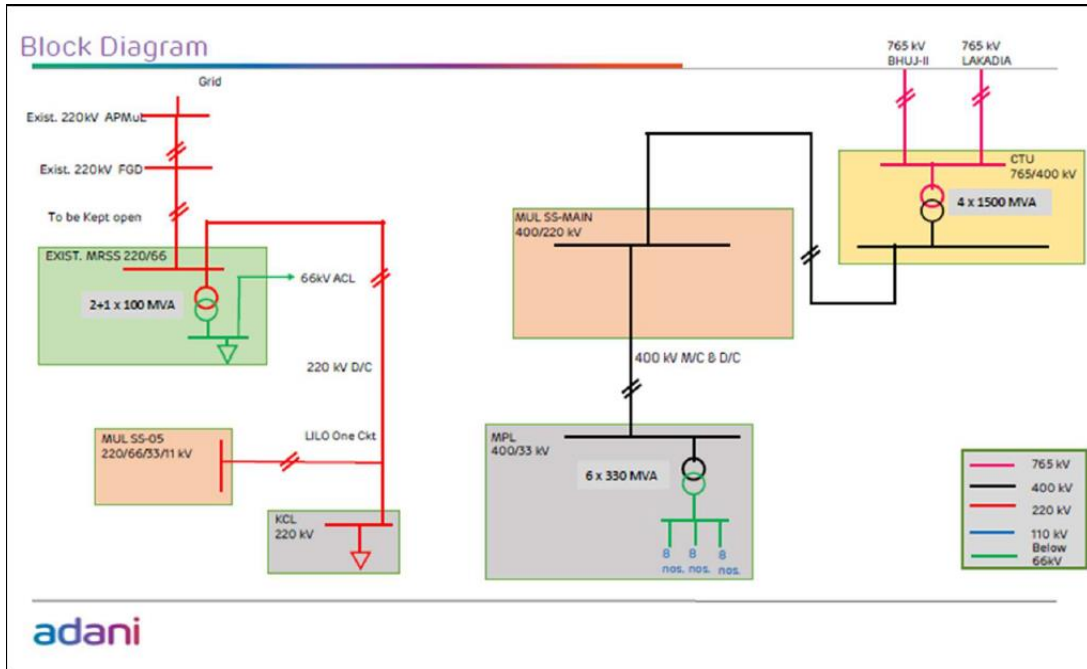 Block Diagram
Grid
Exist. 220kV APMuL
Exist. 220kV FGD
To be Kept open
EXIST. MRSS 220/66
66kV ACL
2+1 x 100 MVA
220 kV D/C
MUL SS-05
220/66/33/11 kV
LILO One Ckt
KCL
220 kV
765 kV
BHUJ-II
765 kV
LAKADIA
CTU
765/400 kV
4 x 1500 MVA
MUL SS-MAIN
400/220 kV
400 kV M/C & D/C
MPL
400/33 kV
6 x 330 MVA
8 8 8
nos. nos. nos.
765 kV
400 kV
220 kV
110 kV
Below
66kV
adani